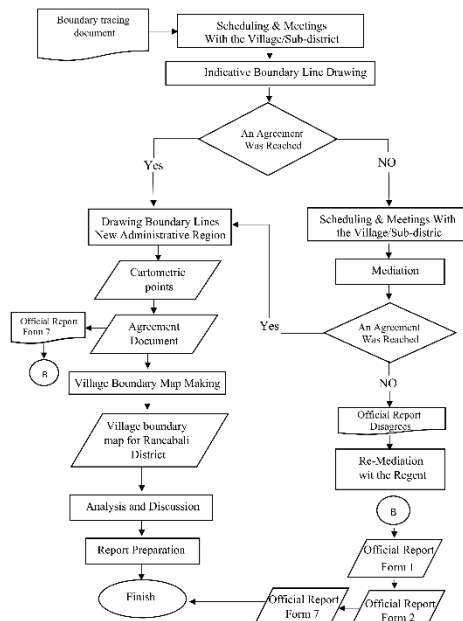 Boundary tracing
document
Scheduling & Meetings
With the Village/Sub-district
Indicative Boundary Line Drawing
An Agreement
Was Reached
Yes
NO
Drawing Boundary Lines
New Administrative Region
Scheduling & Meetings With
the Village/Sub-distric
Cartometric
points
Mediation
Official Report
Form 7
Agreement
Document
Yes
An Agreement
Was Reached
B
Village Boundary Map Making
NO
Village boundary
map for Rancabali
District
Official Report
Disagrees
Re-Mediation
wit the Regent
Analysis and Discussion
B
Report Preparation
Official Report
Form 1
Finish
Official Report
Form 7
Official Report
Form 2